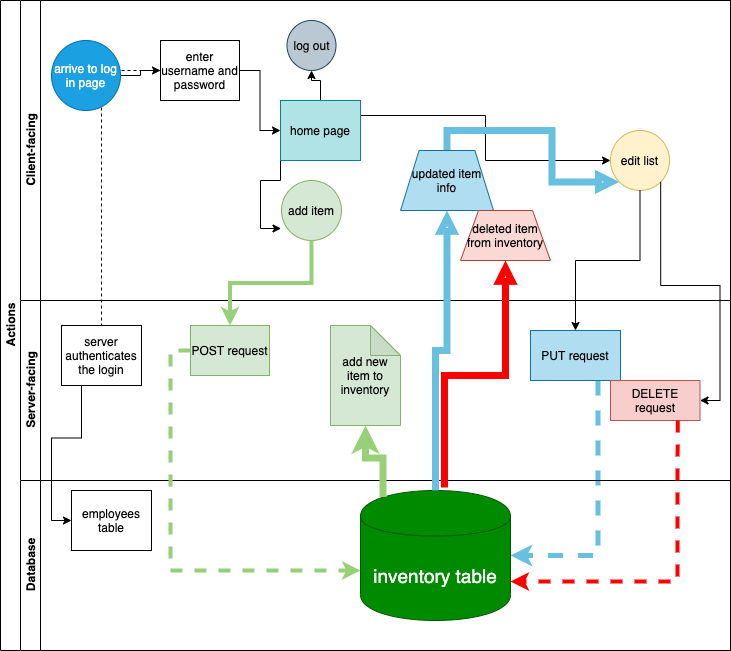 Actions
Client-facing
arrive to log
in page
enter
username and
password
log out
home page
updated item
info
edit list
add item
deleted item
from inventory
Server-facing
server
authenticates
the login
POST request
add new
item to
inventory
PUT request
DELETE
request
Database
employees
table
inventory table